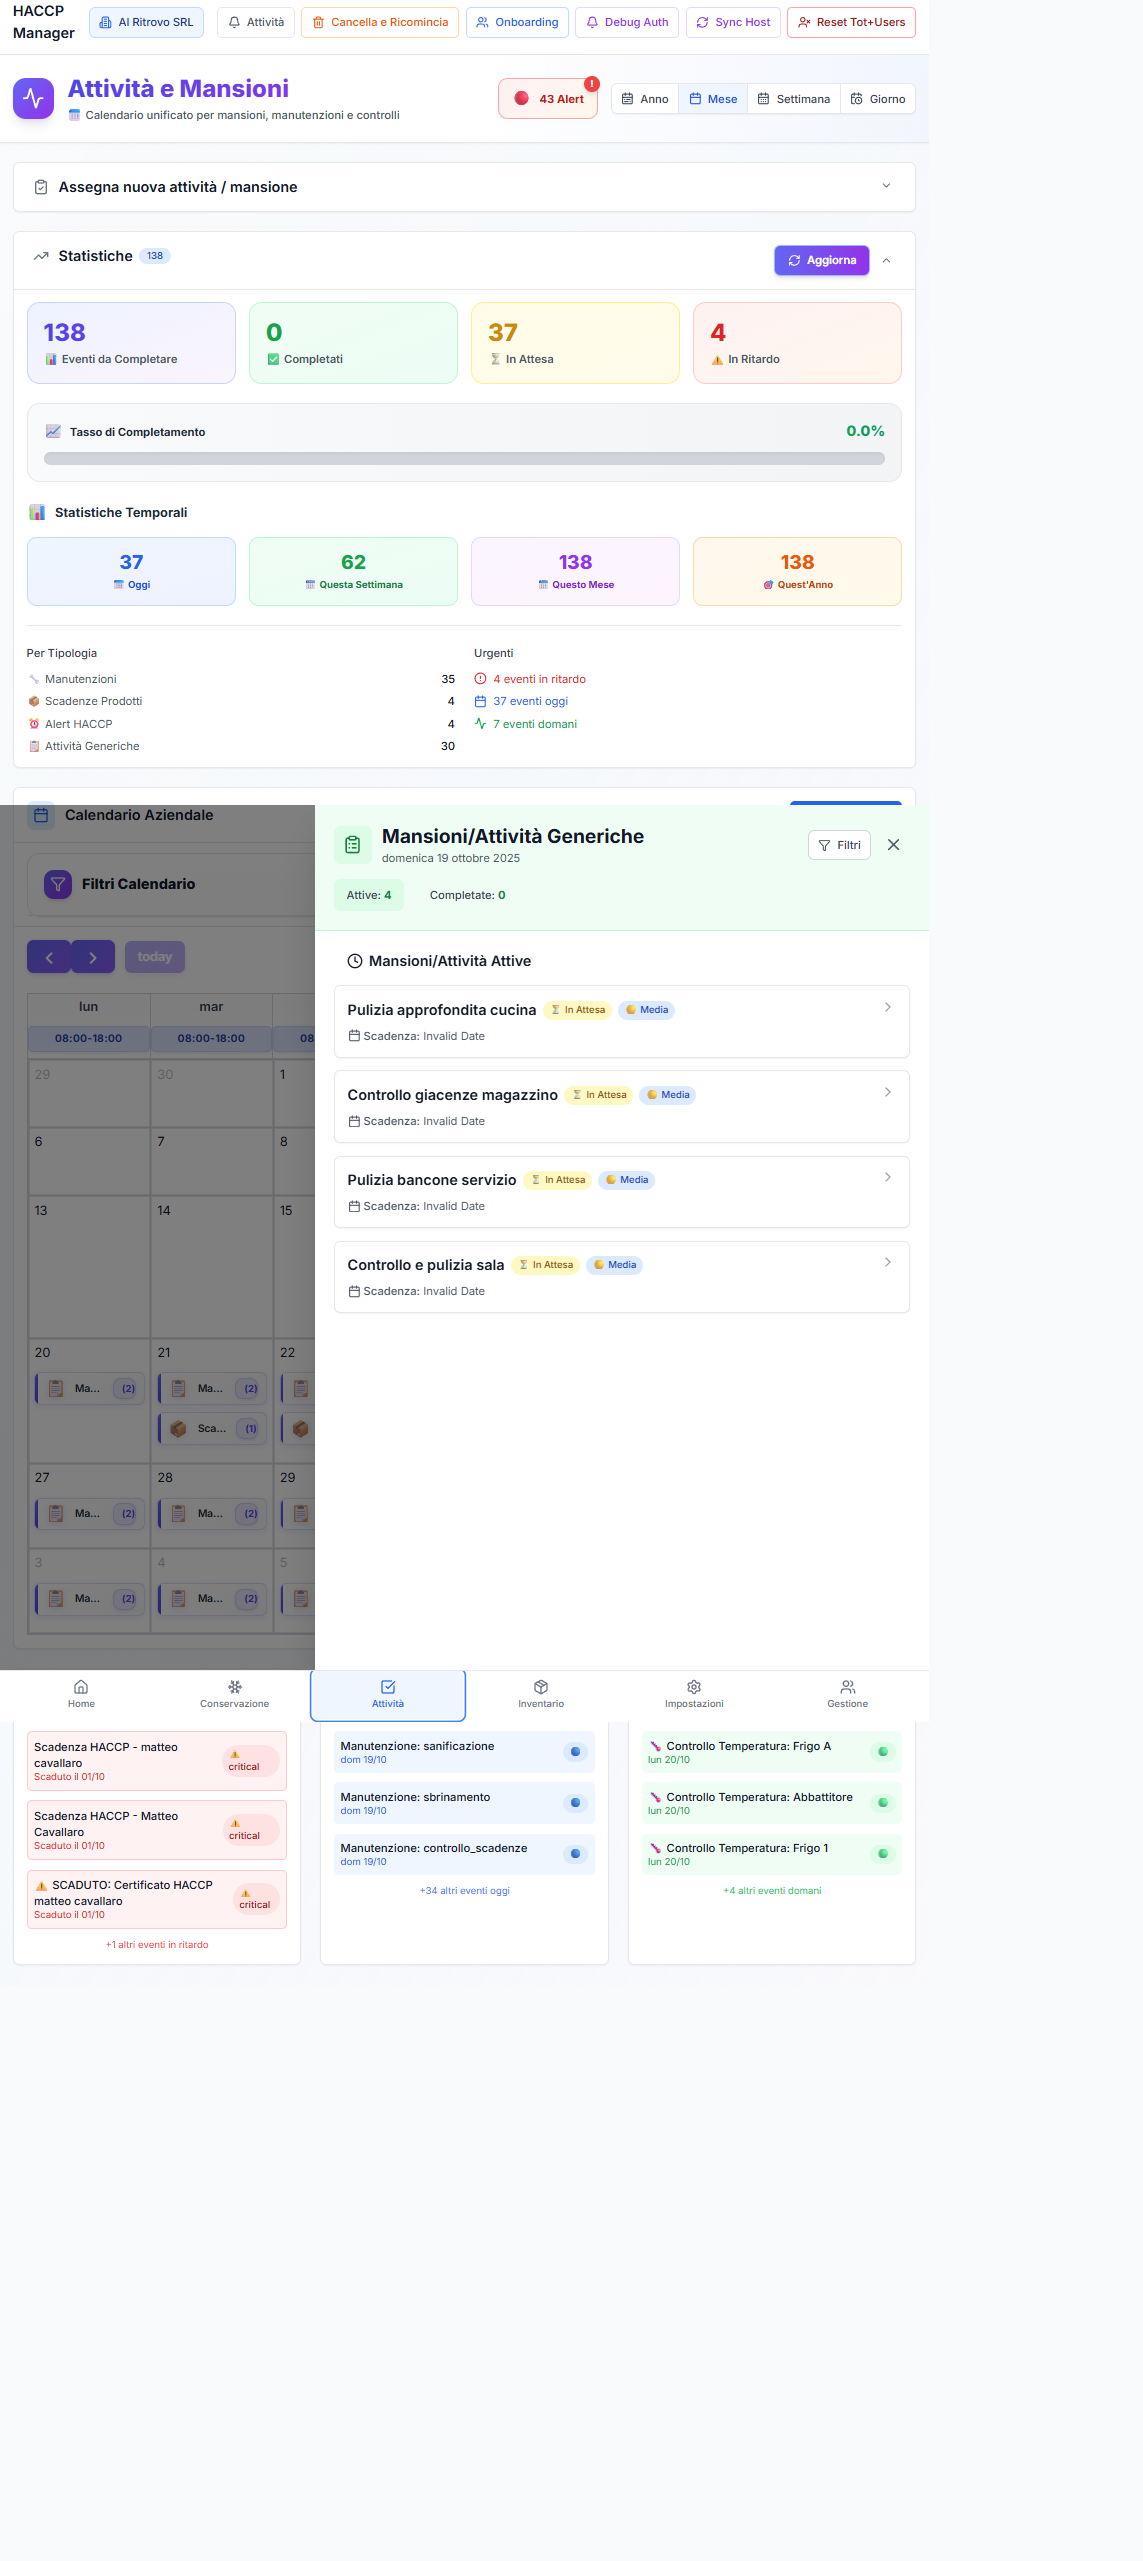 HACCP
Manager
Al Ritrovo SRL
Attività
Cancella e Ricomincia
Onboarding
Debug Auth
Sync Host
Reset Tot+Users
Attività e Mansioni
Calendario unificato per mansioni, manutenzioni e controlli
43 Alert
!
Anno
Mese
Settimana
Giorno
Assegna nuova attività / mansione
Statistiche
138
Aggiorna
138
Eventi da Completare
0
Completati
37
In Attesa
4
In Ritardo
Tasso di Completamento
0.0%
Statistiche Temporali
37
Oggi
62
Questa Settimana
138
Questo Mese
138
Quest'Anno
Per Tipologia
Manutenzioni 35
Scadenze Prodotti 4
Alert HACCP 4
Attività Generiche 30
Urgenti
4 eventi in ritardo
37 eventi oggi
7 eventi domani
Calendario Aziendale
Filtri Calendario
today
lun
mar
08:00-18:00
08:00-18:00
08
29
30
1
6
7
8
13
14
15
20
21
22
Ma... (2)
Ma... (2)
Sca... (1)
27
28
29
Ma... (2)
Ma... (2)
3
4
5
Ma... (2)
Ma... (2)
Mansioni/Attività Generiche
domenica 19 ottobre 2025
Filtri
Attive: 4
Completate: 0
Mansioni/Attività Attive
Pulizia approfondita cucina
In Attesa
Media
Scadenza: Invalid Date
Controllo giacenze magazzino
In Attesa
Media
Scadenza: Invalid Date
Pulizia bancone servizio
In Attesa
Media
Scadenza: Invalid Date
Controllo e pulizia sala
In Attesa
Media
Scadenza: Invalid Date
Home
Conservazione
Attività
Inventario
Impostazioni
Gestione
Scadenza HACCP - matteo
cavallaro
Scaduto il 01/10
critical
Scadenza HACCP - Matteo
Cavallaro
Scaduto il 01/10
critical
SCADUTO: Certificato HACCP
matteo cavallaro
Scaduto il 01/10
critical
+1 altri eventi in ritardo
Manutenzione: sanificazione
dom 19/10
Manutenzione: sbrinamento
dom 19/10
Manutenzione: controllo_scadenze
dom 19/10
+34 altri eventi oggi
Controllo Temperatura: Frigo A
lun 20/10
Controllo Temperatura: Abbattitore
lun 20/10
Controllo Temperatura: Frigo 1
lun 20/10
+4 altri eventi domani